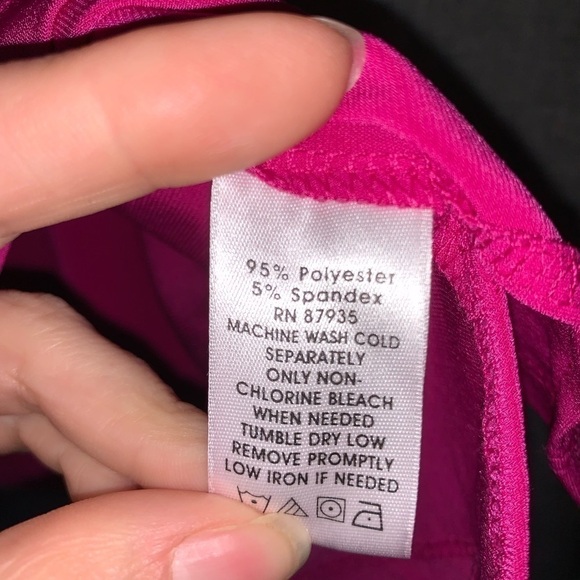 95% Polyester
5% Spandex
RN 87935
MACHINE WASH COLD
SEPARATELY
ONLY NON-
CHLORINE BLEACH
WHEN NEEDED
TUMBLE DRY LOW
REMOVE PROMPTLY
LOW IRON IF NEEDED